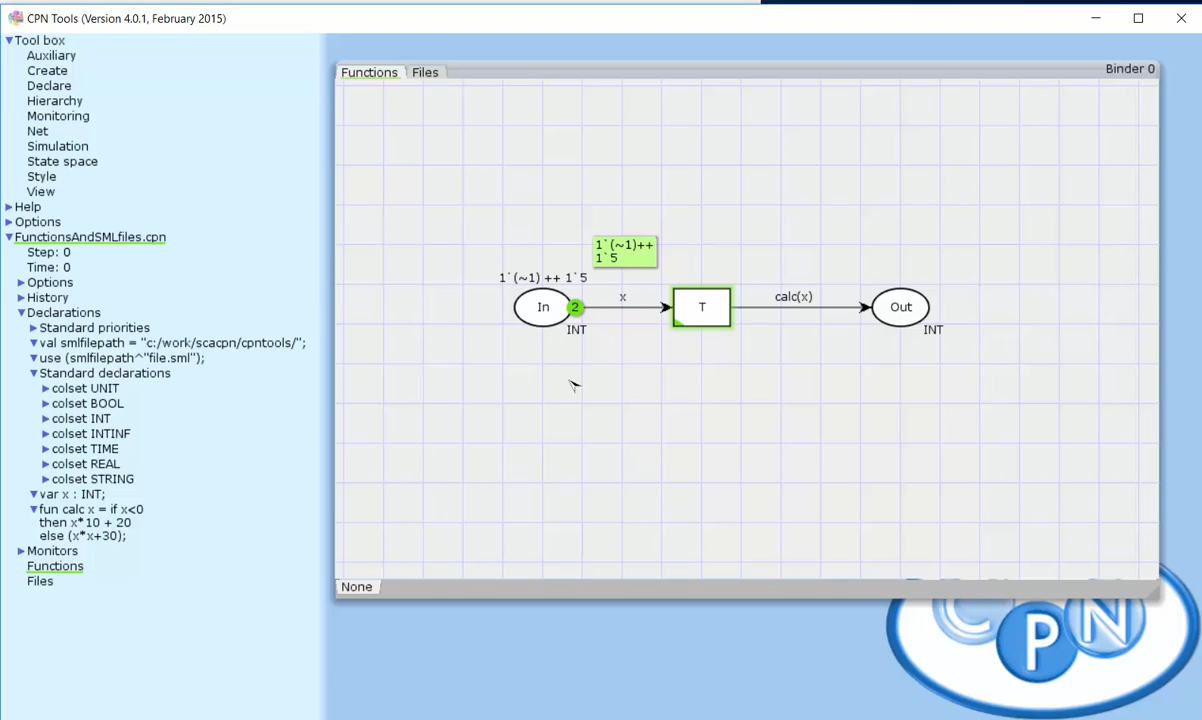 CPN Tools (Version 4.0.1, February 2015)
Tool box
Auxiliary
Create
Declare
Hierarchy
Monitoring
Net
Simulation
State space
Style
View
Help
Options
FunctionsAndSMLfiles.cpn
Step: 0
Time: 0
Options
History
Declarations
Standard priorities
val smlfilepath = "c:/work/scacpn/cpntools/";
use (smlfilepath^"file.sml");
Standard declarations
colset UNIT
colset BOOL
colset INT
colset INTINF
colset TIME
colset REAL
colset STRING
var x : INT;
fun calc x = if x<0
then x*10 + 20
else (x*x+30);
Monitors
Functions
Files
Functions Files
Binder 0
1`(~1)++
1`5
1`(~1) ++ 1`5
In 2 x T calc(x) Out
INT INT
None
CPN